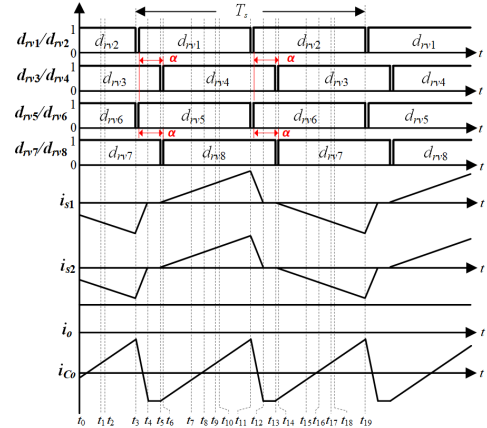 T_s
d_rv1/d_rv2 1 0 d_rv2 d_rv1 d_rv2 d_rv1 t
α α
d_rv3/d_rv4 1 0 d_rv3 d_rv4 d_rv3 d_rv4 t
d_rv5/d_rv6 1 0 d_rv6 d_rv5 d_rv6 d_rv5 t
α α
d_rv7/d_rv8 1 0 d_rv7 d_rv8 d_rv7 d_rv8 t
i_s1 t
i_s2 t
i_o t
i_Co t
t_0 t_1 t_2 t_3 t_4 t_5 t_6 t_7 t_8 t_9 t_10 t_11 t_12 t_13 t_14 t_15 t_16 t_17 t_18 t_19